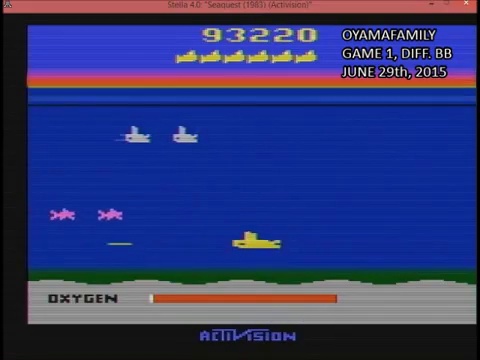 Stella 4.0: "Seaquest (1983) (Activision)"
93220
OYAMAFAMILY
GAME 1, DIFF. BB
JUNE 29th, 2015
OXYGEN
ACTIVISION